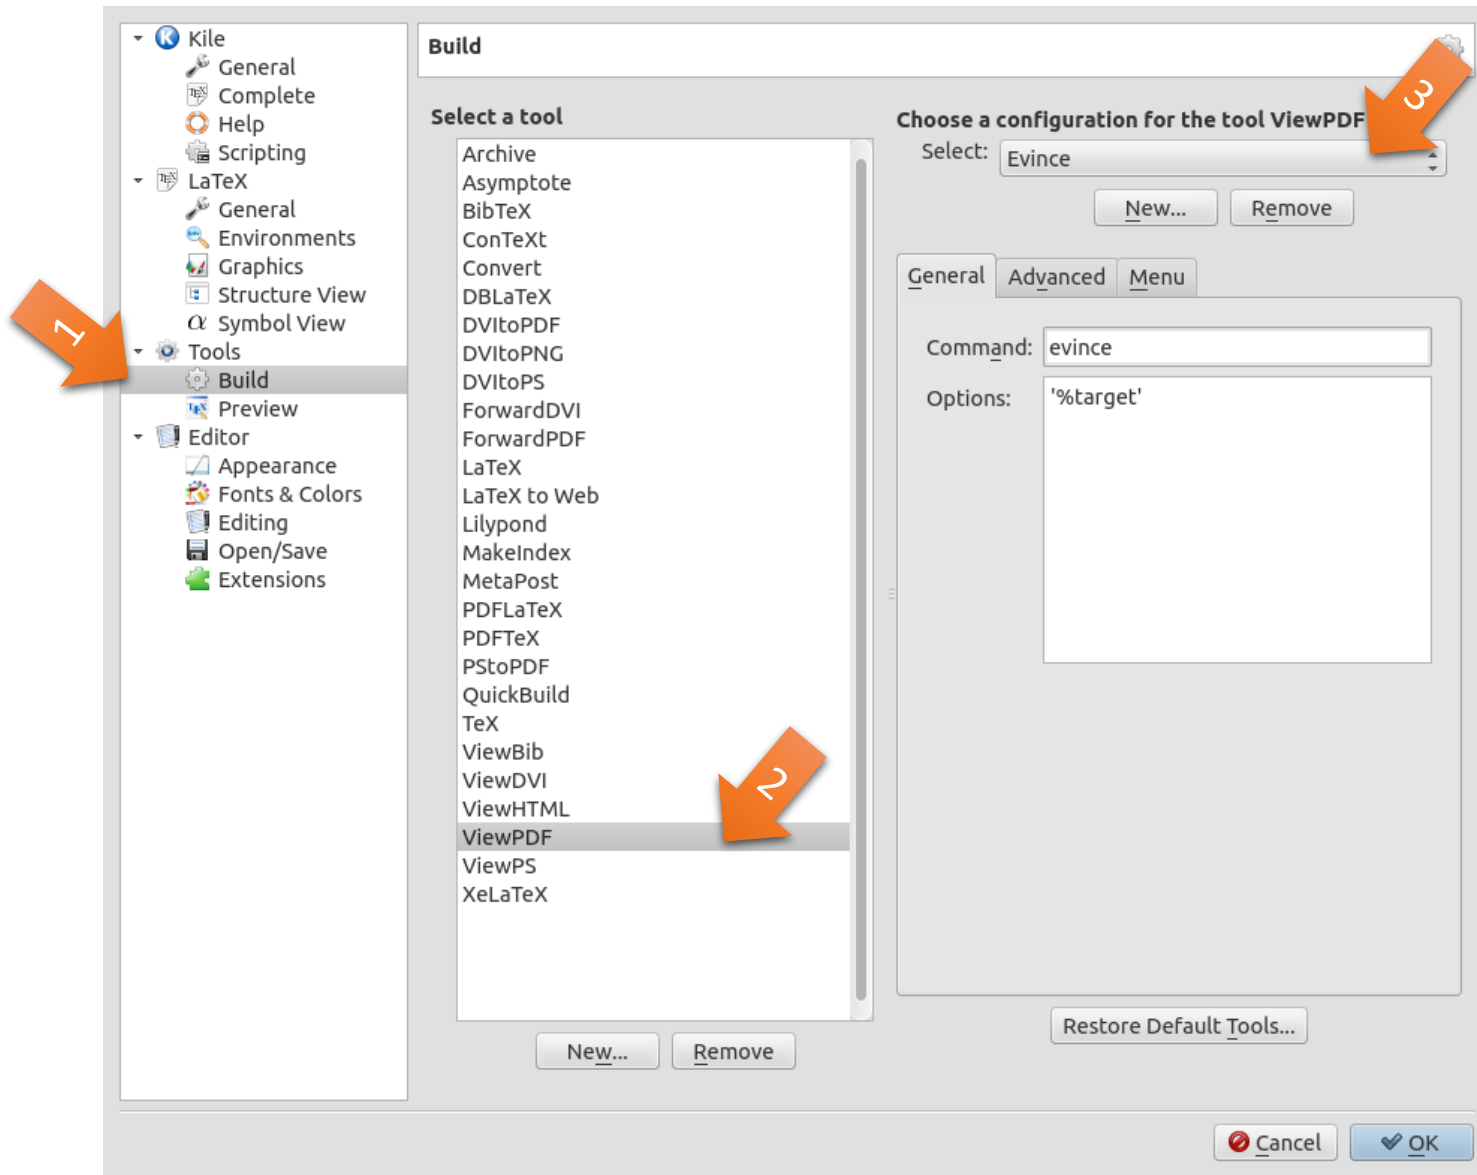 Kile
General
Complete
Help
Scripting
LaTeX
General
Environments
Graphics
Structure View
Symbol View
Tools
Build
Preview
Editor
Appearance
Fonts & Colors
Editing
Open/Save
Extensions
1
Build
Select a tool
Archive
Asymptote
BibTeX
ConTeXt
Convert
DBLaTeX
DVItoPDF
DVItoPNG
DVItoPS
ForwardDVI
ForwardPDF
LaTeX
LaTeX to Web
Lilypond
MakeIndex
MetaPost
PDFLaTeX
PDFTeX
PStoPDF
QuickBuild
TeX
ViewBib
ViewDVI
ViewHTML
ViewPDF
ViewPS
XeLaTeX
2
New...
Remove
3
Choose a configuration for the tool ViewPDF
Select: Evince
New...
Remove
General
Advanced
Menu
Command: evince
Options: '%target'
Restore Default Tools...
Cancel
OK